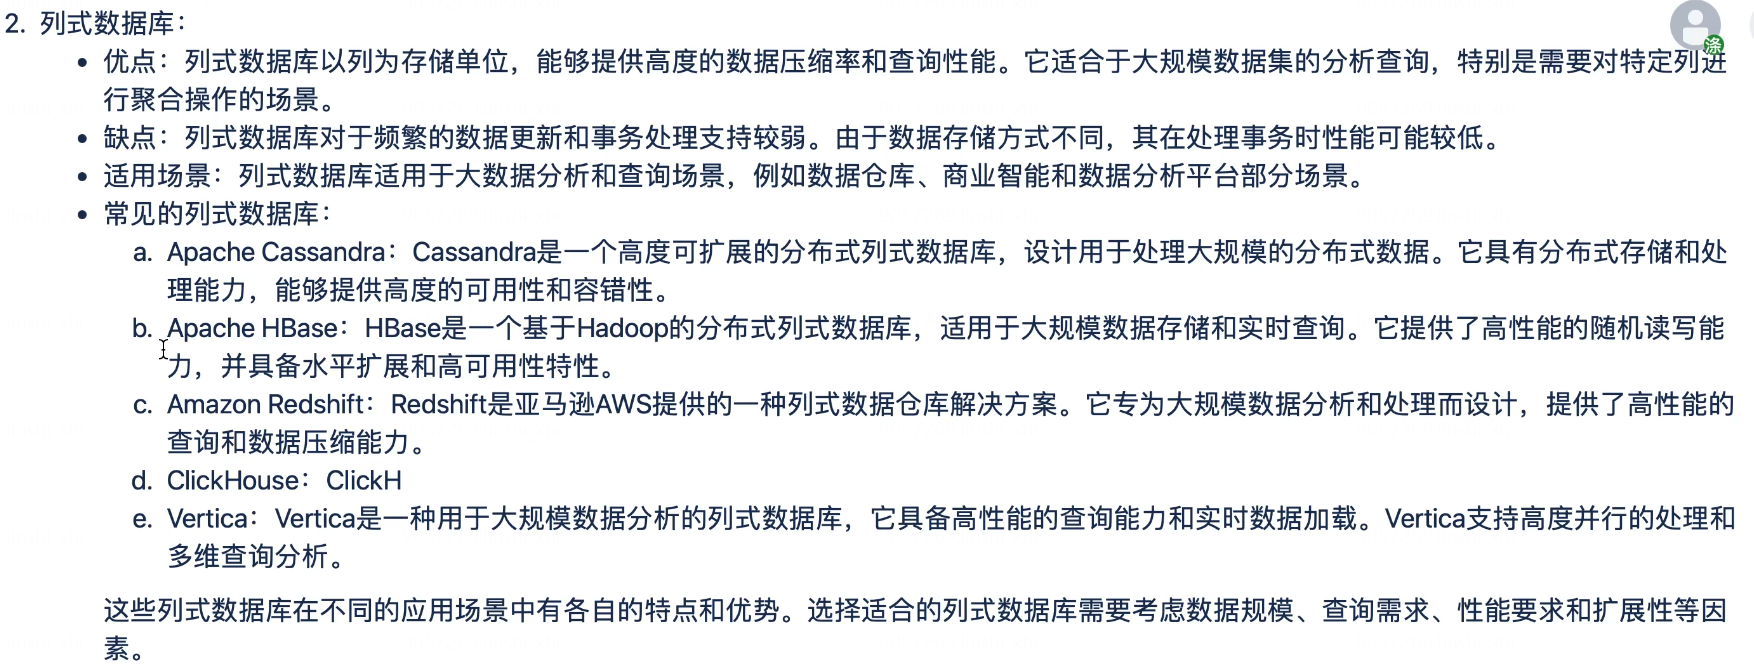 2. 列式数据库：
• 优点：列式数据库以列为存储单位，能够提供高度的数据压缩率和查询性能。它适合于大规模数据集的分析查询，特别是需要对特定列进
行聚合操作的场景。
• 缺点：列式数据库对于频繁的数据更新和事务处理支持较弱。由于数据存储方式不同，其在处理事务时性能可能较低。
• 适用场景：列式数据库适用于大数据分析和查询场景，例如数据仓库、商业智能和数据分析平台部分场景。
• 常见的列式数据库：
a. Apache Cassandra：Cassandra是一个高度可扩展的分布式列式数据库，设计用于处理大规模的分布式数据。它具有分布式存储和处
理能力，能够提供高度的可用性和容错性。
b. Apache HBase：HBase是一个基于Hadoop的分布式列式数据库，适用于大规模数据存储和实时查询。它提供了高性能的随机读写能
力，并具备水平扩展和高可用性特性。
c. Amazon Redshift：Redshift是亚马逊AWS提供的一种列式数据仓库解决方案。它专为大规模数据分析和处理而设计，提供了高性能的
查询和数据压缩能力。
d. ClickHouse：ClickH
e. Vertica：Vertica是一种用于大规模数据分析的列式数据库，它具备高性能的查询能力和实时数据加载。Vertica支持高度并行的处理和
多维查询分析。
这些列式数据库在不同的应用场景中有各自的特点和优势。选择适合的列式数据库需要考虑数据规模、查询需求、性能要求和扩展性等因
素。
涤